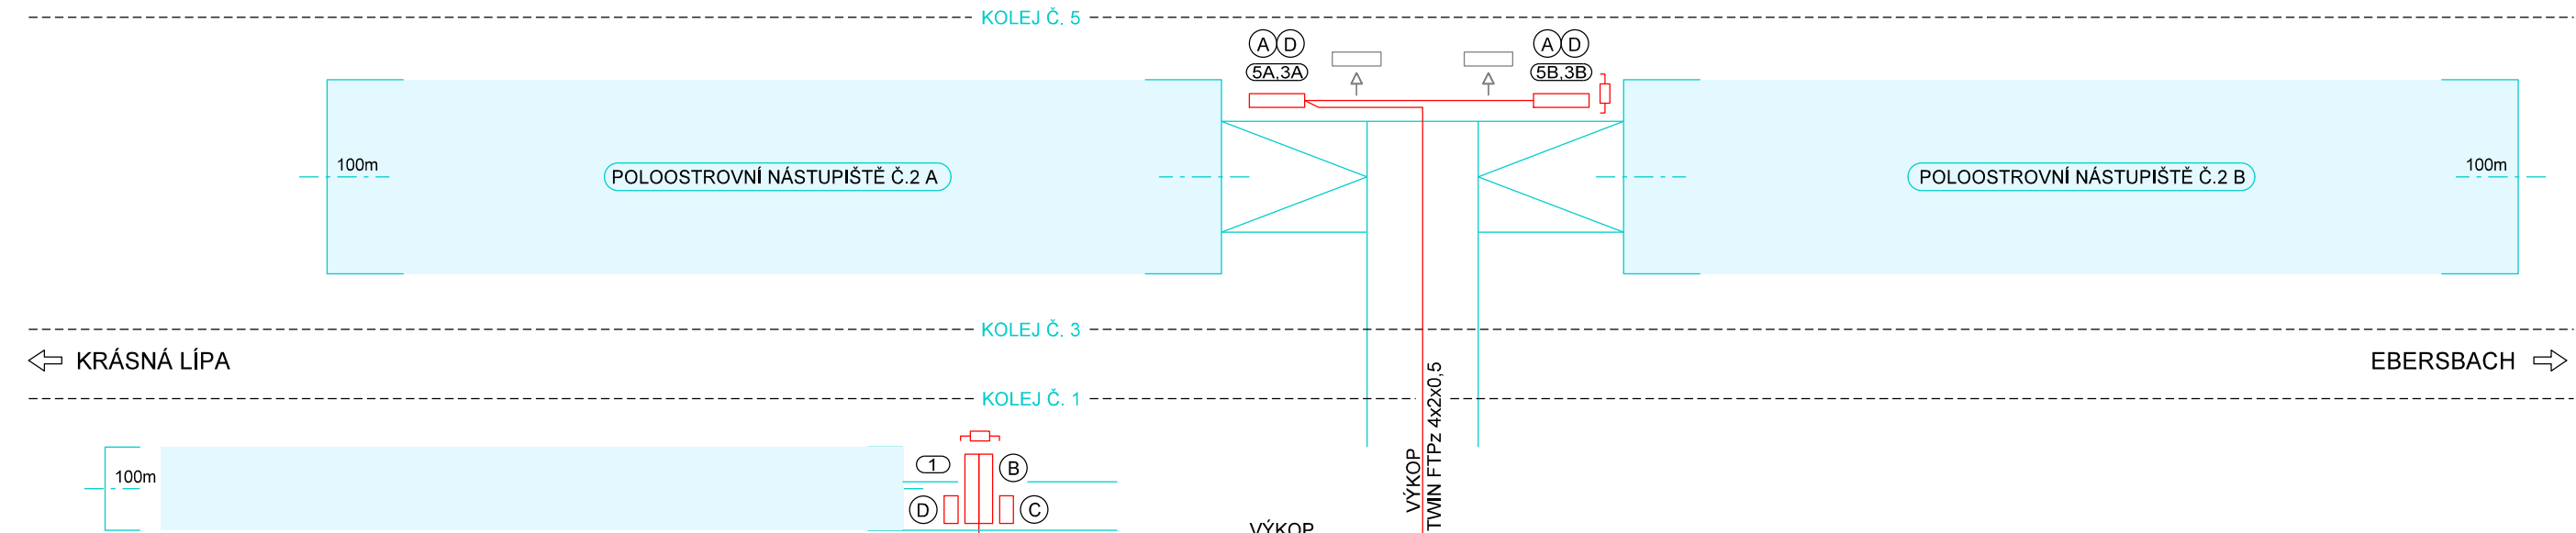 KOLEJ Č. 5
A D
A D
5A,3A
5B,3B
100m
POLOOSTROVNÍ NÁSTUPIŠTĚ Č.2 A
POLOOSTROVNÍ NÁSTUPIŠTĚ Č.2 B
100m
KOLEJ Č. 3
KRÁSNÁ LÍPA
EBERSBACH
KOLEJ Č. 1
VÝKOP
TWIN FTPz 4x2x0,5
100m
1
B
D
C
VÝKOP